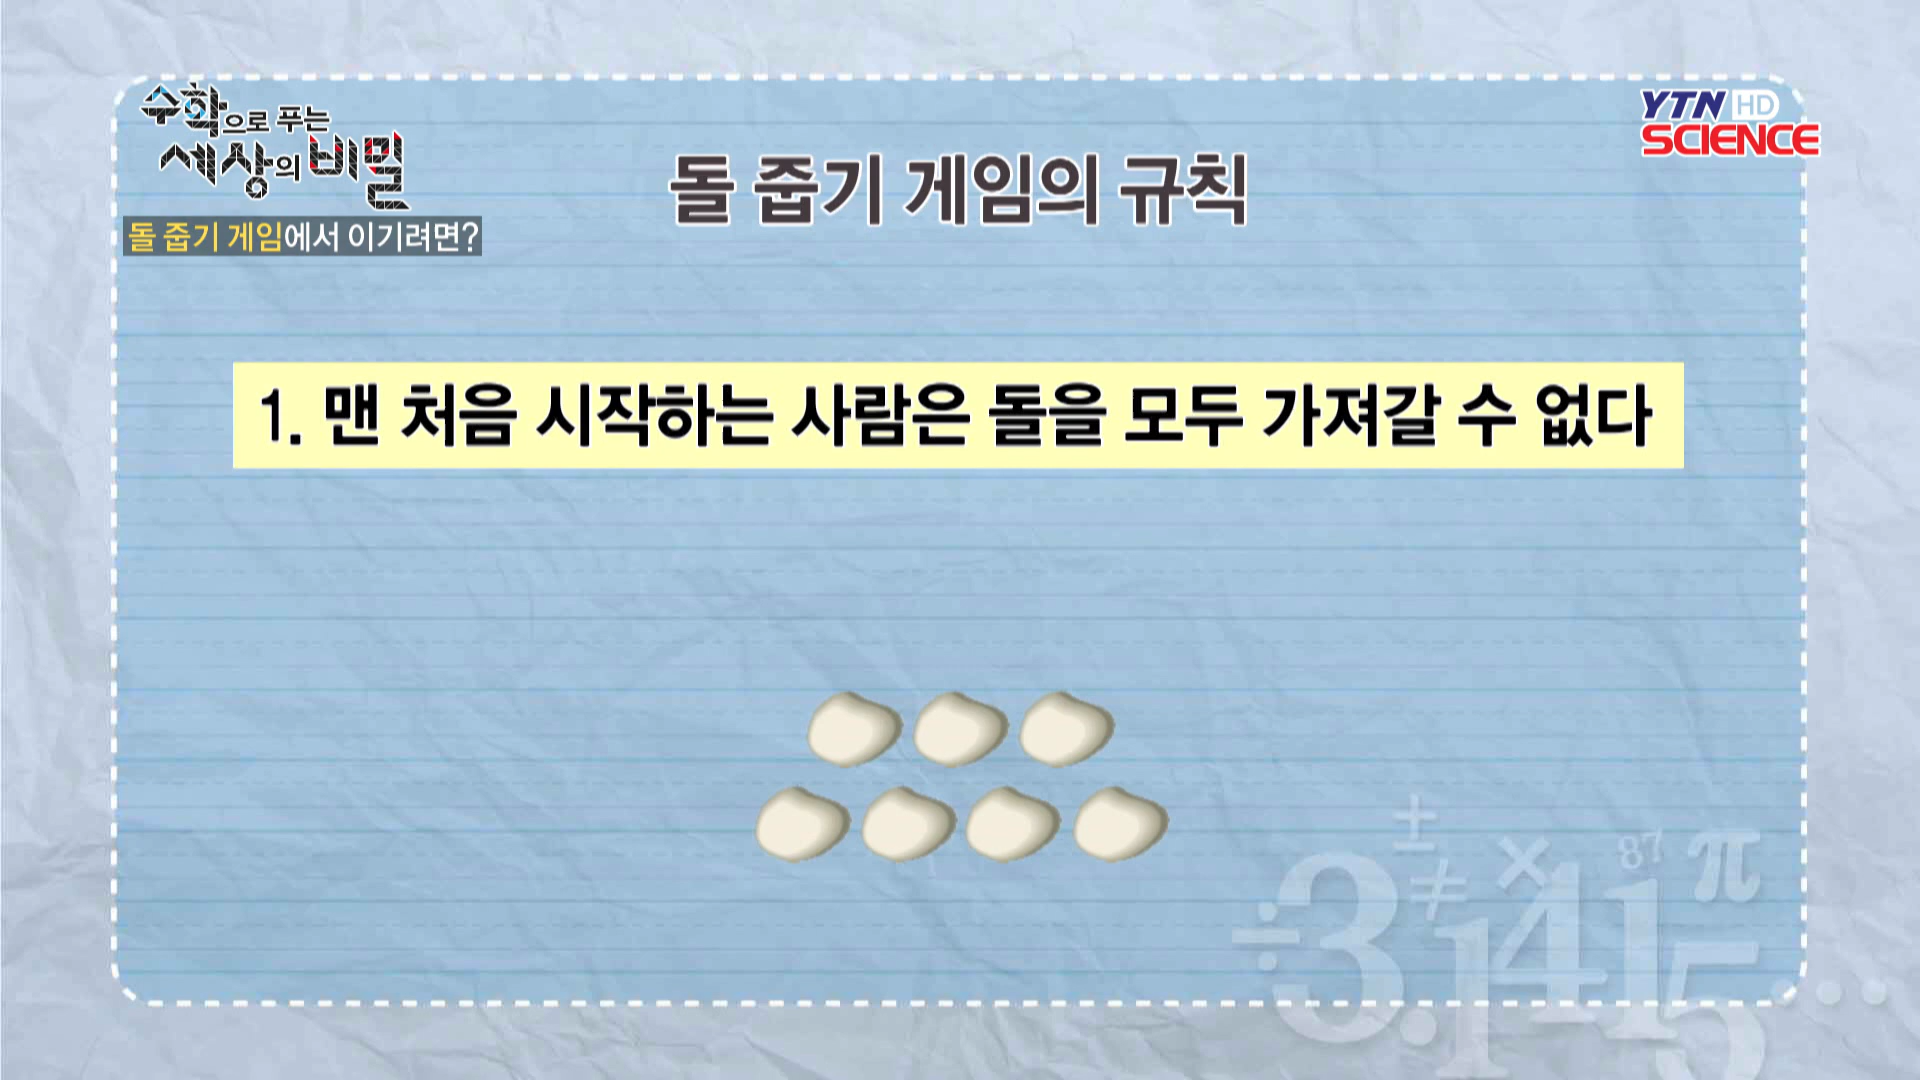 수학으로 푸는
세상의 비밀
돌 줍기 게임에서 이기려면?
YTN HD
SCIENCE
돌 줍기 게임의 규칙
1. 맨 처음 시작하는 사람은 돌을 모두 가져갈 수 없다
± ≠ × 87 π
÷3.1415...